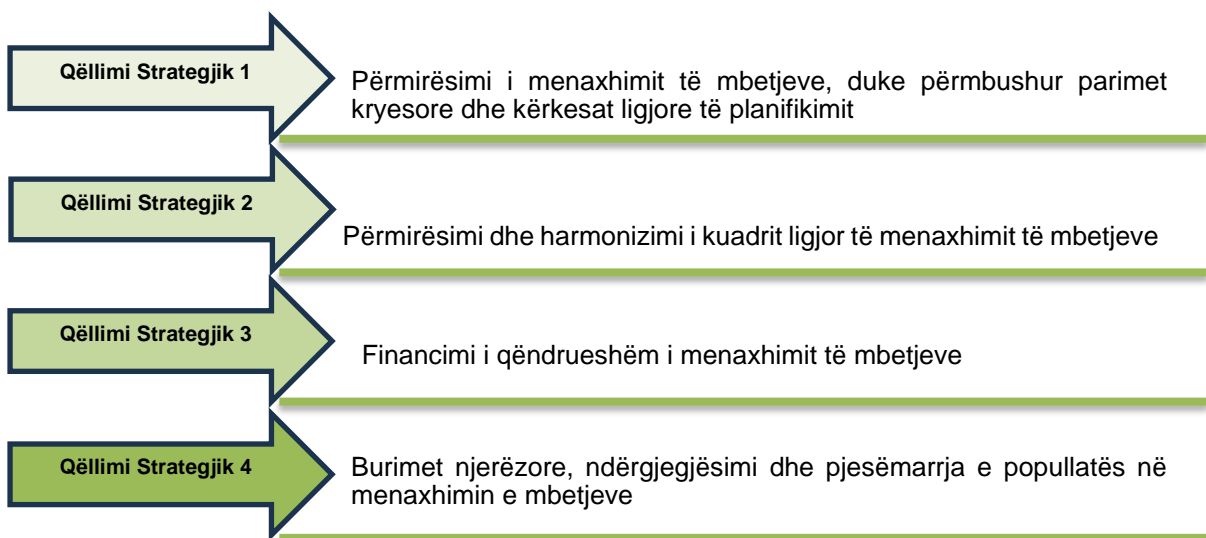 Qëllimi Strategjik 1
Përmirësimi i menaxhimit të mbetjeve, duke përmbushur parimet
kryesore dhe kërkesat ligjore të planifikimit
Qëllimi Strategjik 2
Përmirësimi dhe harmonizimi i kuadrit ligjor të menaxhimit të mbetjeve
Qëllimi Strategjik 3
Financimi i qëndrueshëm i menaxhimit të mbetjeve
Qëllimi Strategjik 4
Burimet njerëzore, ndërgjegjësimi dhe pjesëmarrja e popullatës në
menaxhimin e mbetjeve